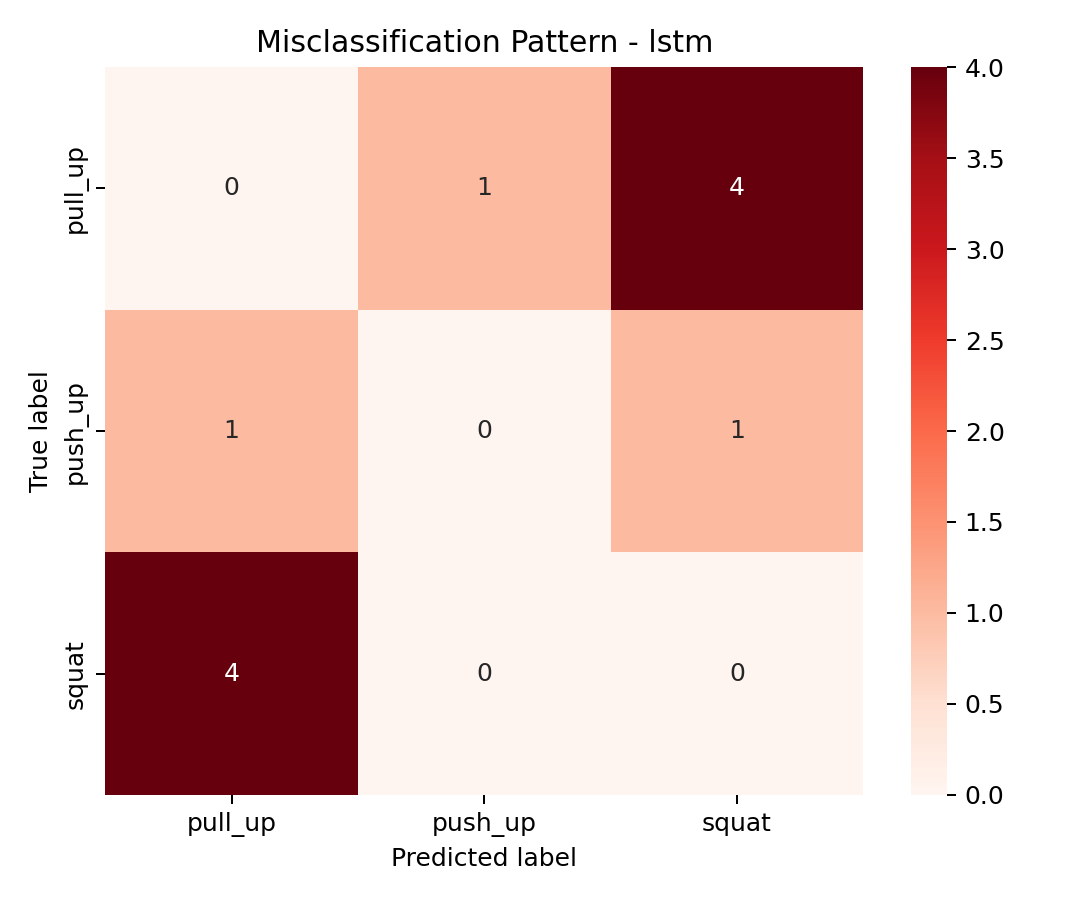 Misclassification Pattern - lstm
True label
pull_up
0 1 4
push_up
1 0 1
squat
4 0 0
pull_up push_up squat
Predicted label
4.0
3.5
3.0
2.5
2.0
1.5
1.0
0.5
0.0